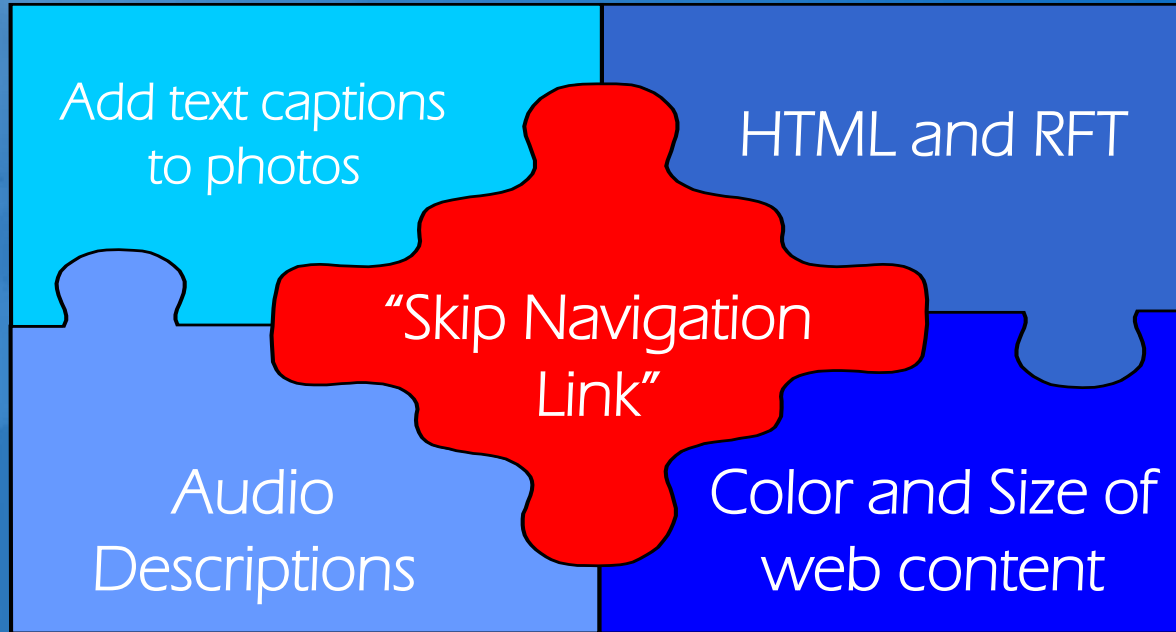 Add text captions
to photos
HTML and RFT
“Skip Navigation
Link”
Audio
Descriptions
Color and Size of
web content